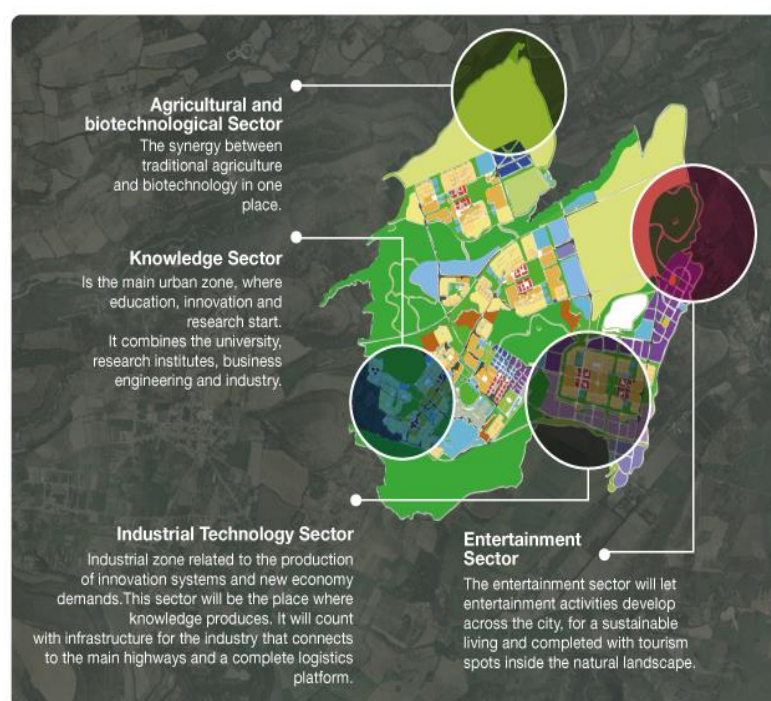 Agricultural and
biotechnological Sector
The synergy between
traditional agriculture
and biotechnology in one
place.
Knowledge Sector
Is the main urban zone, where
education, innovation and
research start.
It combines the university,
research institutes, business
engineering and industry.
Industrial Technology Sector
Industrial zone related to the production
of innovation systems and new economy
demands.This sector will be the place where
knowledge produces. It will count
with infrastructure for the industry that connects
to the main highways and a complete logistics
platform.
Entertainment
Sector
The entertainment sector will let
entertainment activities develop
across the city, for a sustainable
living and completed with tourism
spots inside the natural landscape.